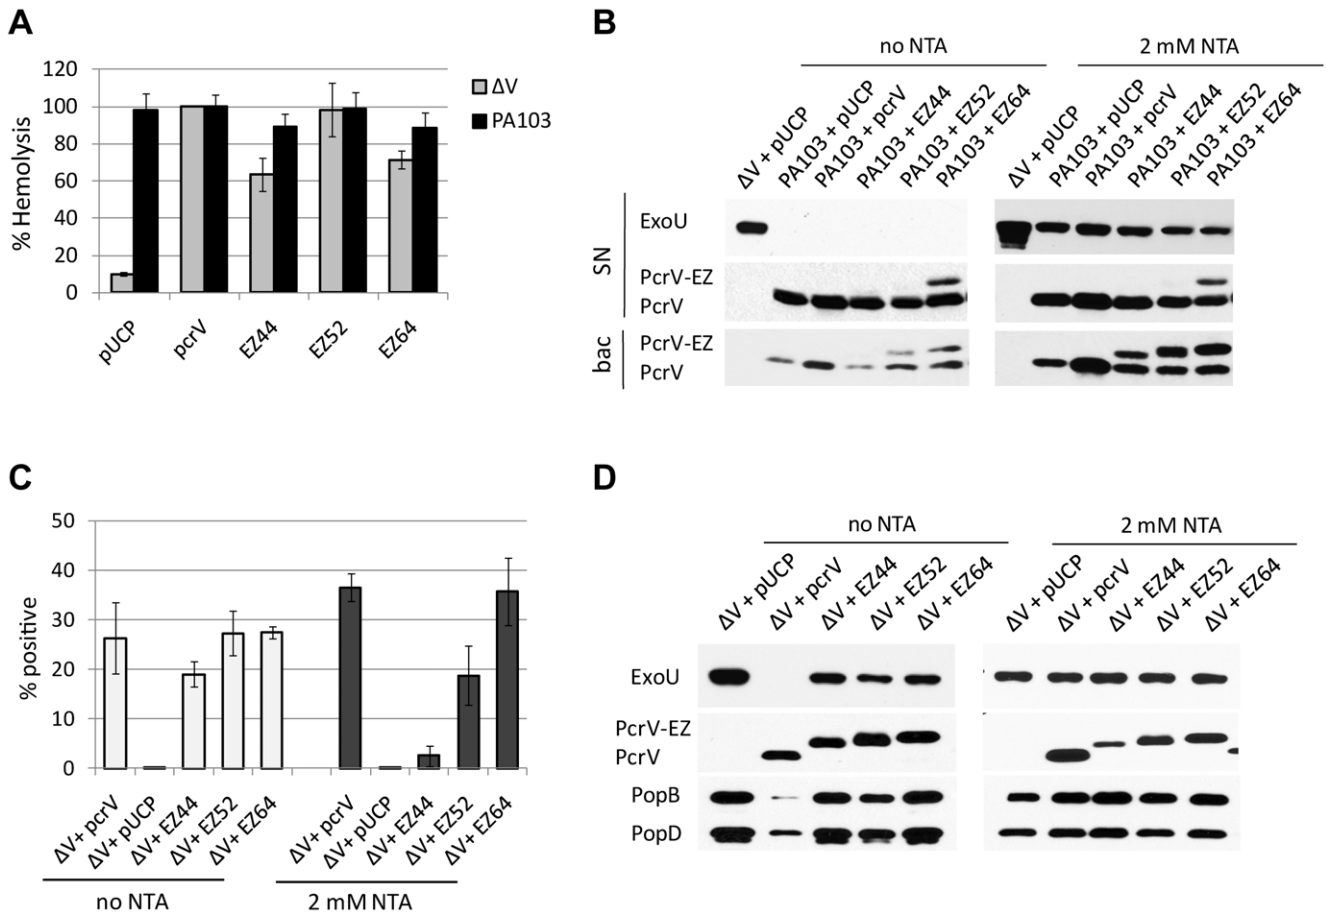 A
120
100
80
60
40
20
0
% Hemolysis
pUCP
pcrV
EZ44
EZ52
EZ64
ΔV
PA103
B
no NTA
2 mM NTA
ΔV + pUCP
PA103 + pUCP
PA103 + pcrV
PA103 + EZ44
PA103 + EZ52
PA103 + EZ64
ΔV + pUCP
PA103 + pUCP
PA103 + pcrV
PA103 + EZ44
PA103 + EZ52
PA103 + EZ64
SN
ExoU
PcrV-EZ
PcrV
bac
PcrV-EZ
PcrV
C
50
40
30
20
10
0
% positive
ΔV+ pcrV
ΔV + pUCP
ΔV + EZ44
ΔV + EZ52
ΔV + EZ64
ΔV+ pcrV
ΔV + pUCP
ΔV + EZ44
ΔV + EZ52
ΔV + EZ64
no NTA
2 mM NTA
D
no NTA
2 mM NTA
ΔV + pUCP
ΔV + pcrV
ΔV + EZ44
ΔV + EZ52
ΔV + EZ64
ΔV + pUCP
ΔV + pcrV
ΔV + EZ44
ΔV + EZ52
ΔV + EZ64
ExoU
PcrV-EZ
PcrV
PopB
PopD